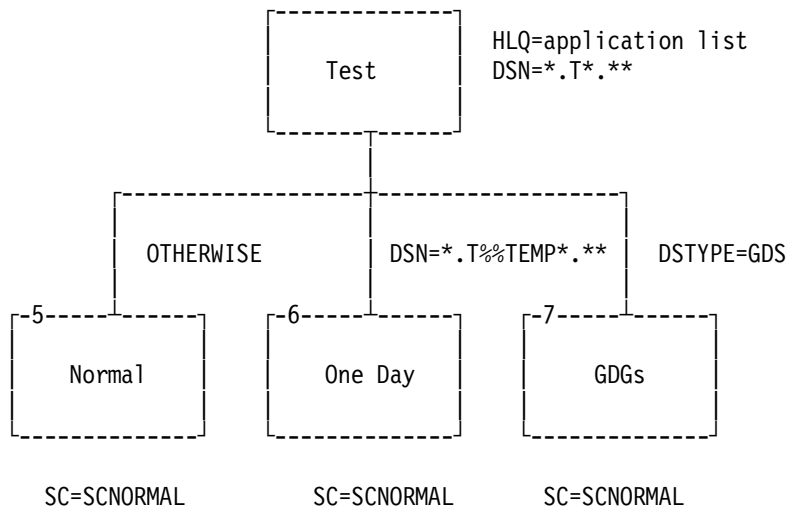 HLQ=application list
Test DSN=*.T*.**
OTHERWISE DSN=*.T%%TEMP*.** DSTYPE=GDS
5 6 7
Normal One Day GDGs
SC=SCNORMAL SC=SCNORMAL SC=SCNORMAL